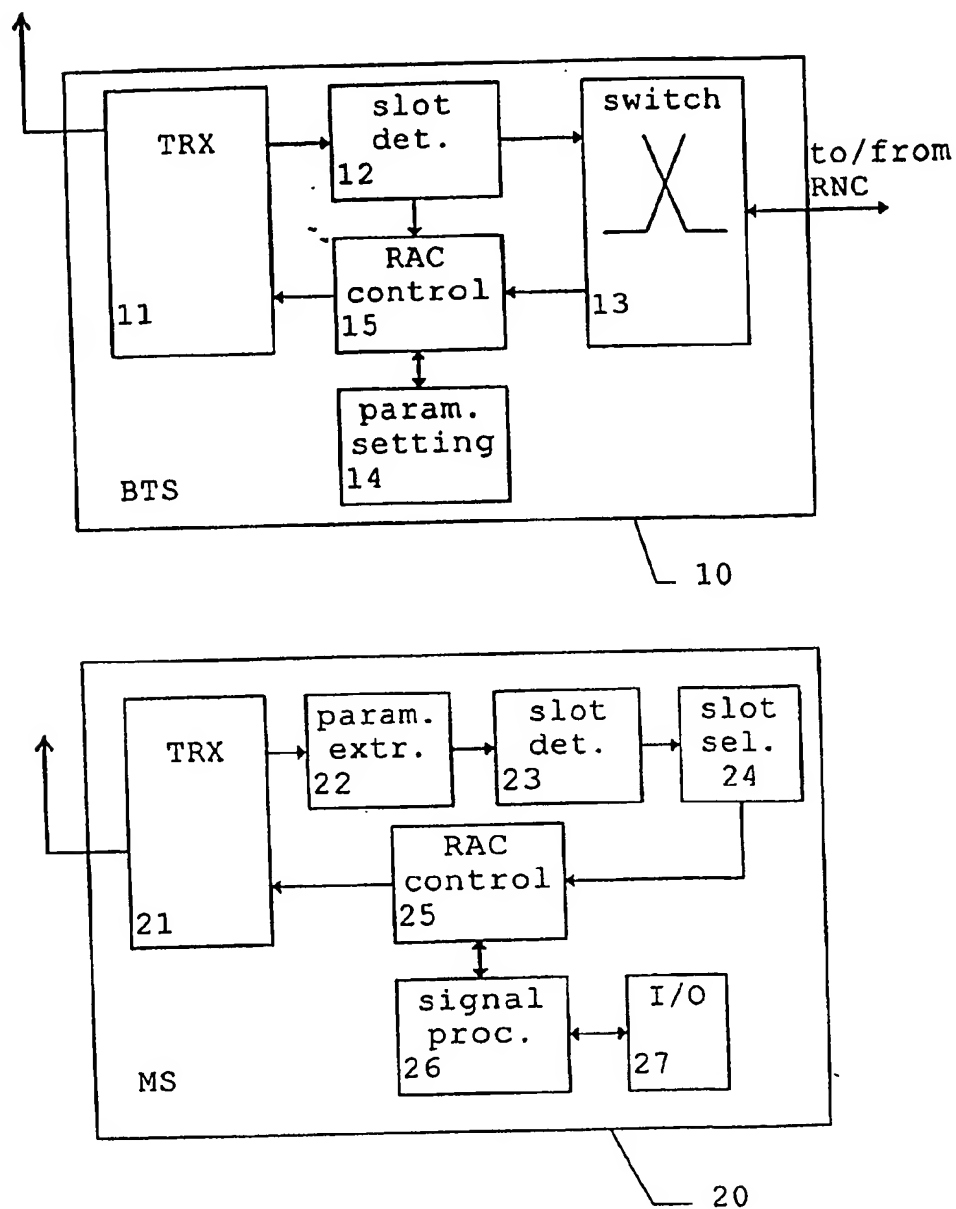 TRX
11
slot
det.
12
switch
13
to/from
RNC
RAC
control
15
param.
setting
14
BTS
10
TRX
21
param.
extr.
22
slot
det.
23
slot
sel.
24
RAC
control
25
signal
proc.
26
I/O
27
MS
20